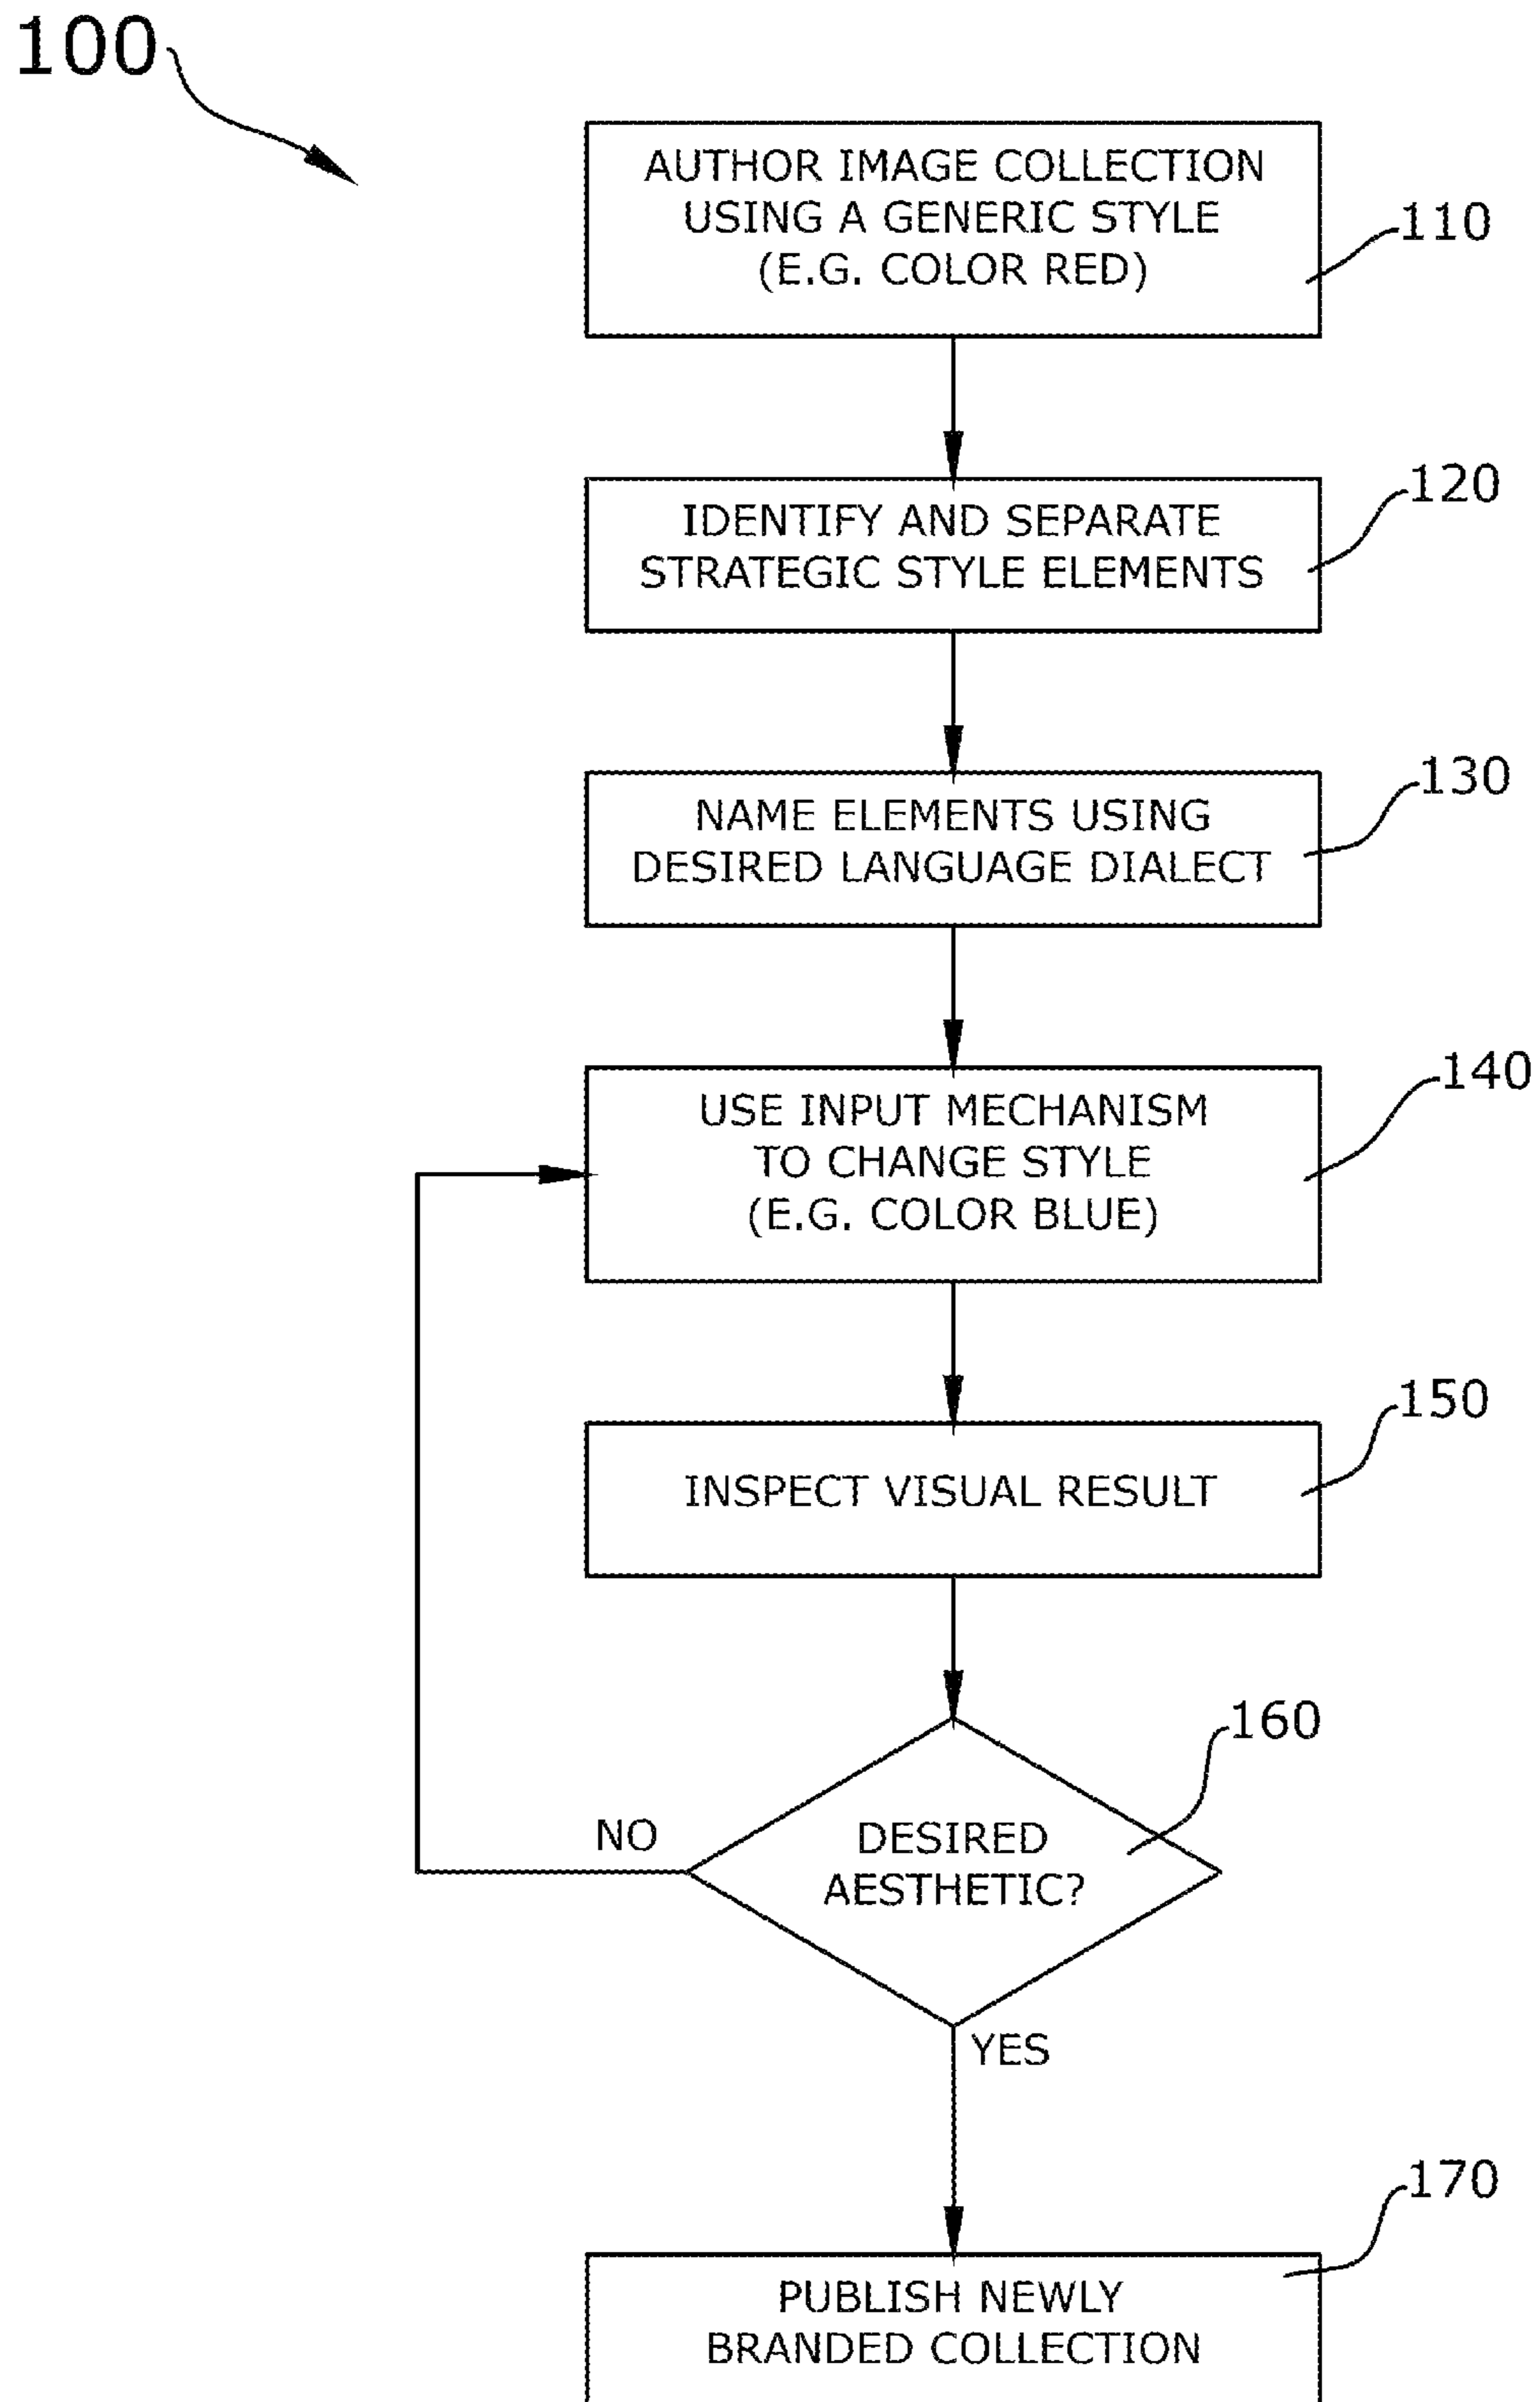 100
AUTHOR IMAGE COLLECTION
USING A GENERIC STYLE
(E.G. COLOR RED)
110
IDENTIFY AND SEPARATE
STRATEGIC STYLE ELEMENTS
120
NAME ELEMENTS USING
DESIRED LANGUAGE DIALECT
130
USE INPUT MECHANISM
TO CHANGE STYLE
(E.G. COLOR BLUE)
140
INSPECT VISUAL RESULT
150
DESIRED
AESTHETIC?
160
NO
YES
PUBLISH NEWLY
BRANDED COLLECTION
170